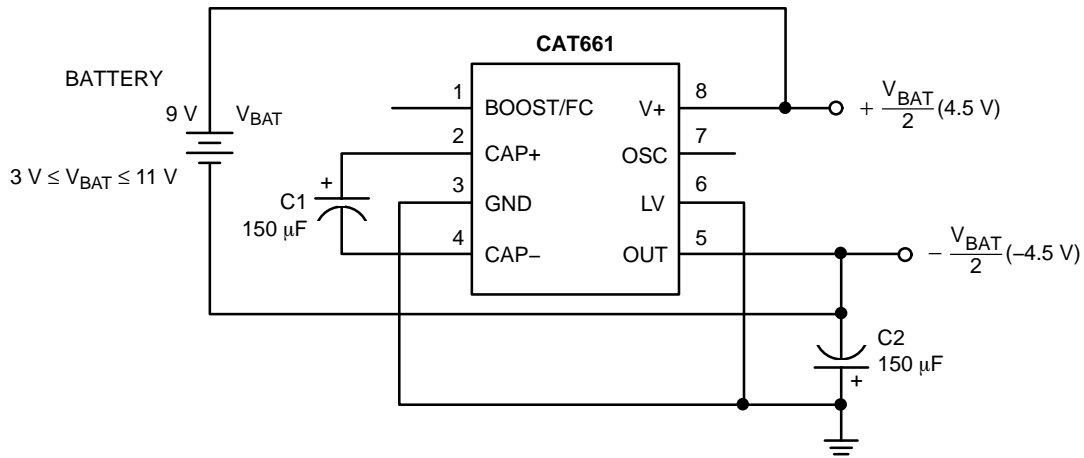 CAT661
BATTERY
9 V
V_BAT
3 V ≤ V_BAT ≤ 11 V
+
C1
150 μF
1
2
3
4
BOOST/FC
CAP+
GND
CAP–
V+
OSC
LV
OUT
8
7
6
5
+ V_BAT/2 (4.5 V)
– V_BAT/2 (–4.5 V)
C2
150 μF
+